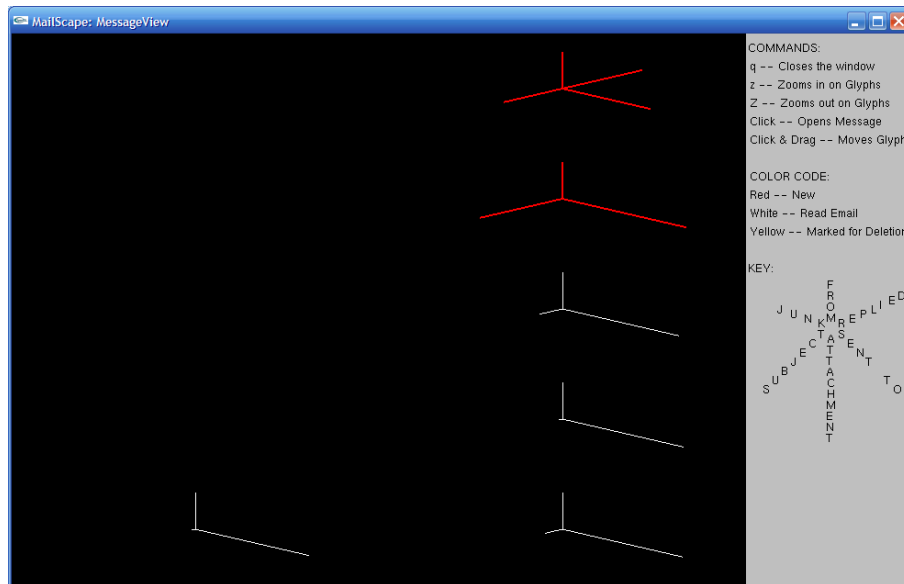 MailScape: MessageView
COMMANDS:
q -- Closes the window
z -- Zooms in on Glyphs
Z -- Zooms out on Glyphs
Click -- Opens Message
Click & Drag -- Moves Glyph
COLOR CODE:
Red -- New
White -- Read Email
Yellow -- Marked for Deletion
KEY:
FROM
JUNK
REPLIED
SUBJECT
SENT TO
ATTACHMENT